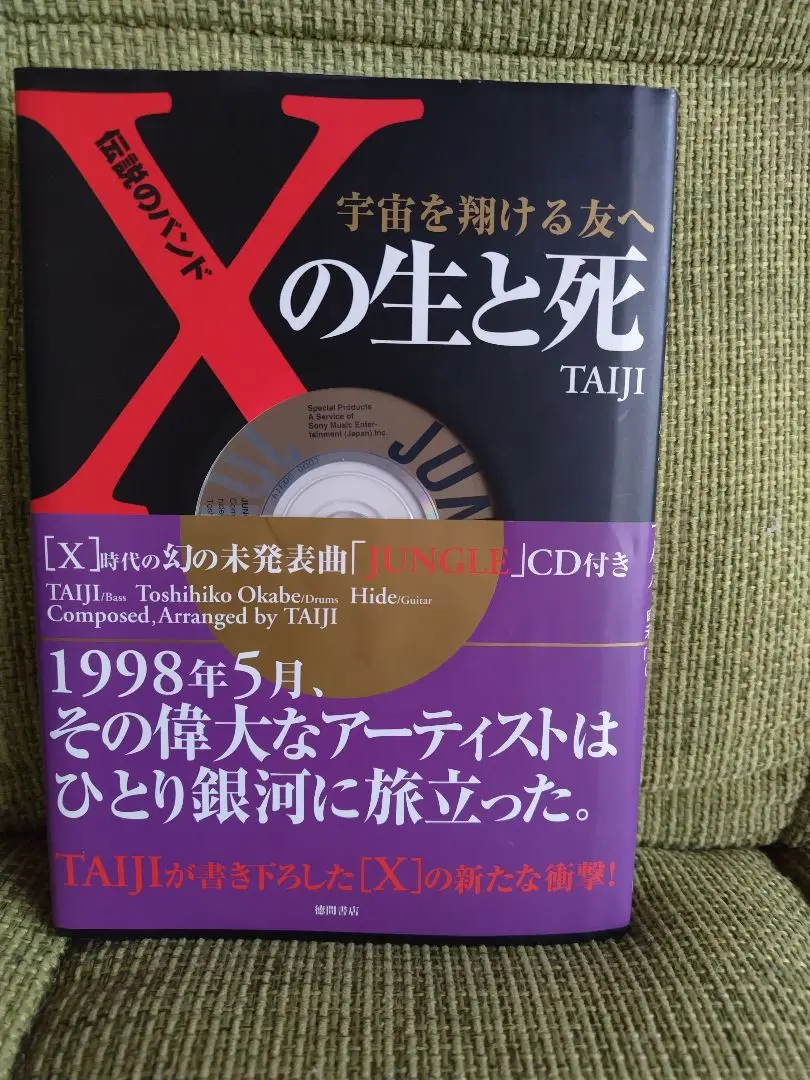 伝説のバンド
宇宙を翔ける友へ
Xの生と死
TAIJI
Special Products
A Service of
Sony Music Enter-
tainment (Japan) Inc.
JUN
[X]時代の幻の未発表曲「JUNGLE」CD付き
TAIJI/Bass Toshihiko Okabe/Drums Hide/Guitar
Composed,Arranged by TAIJI
1998年5月、
その偉大なアーティストは
ひとり銀河に旅立った。
TAIJIが書き下ろした[X]の新たな衝撃!
徳間書店